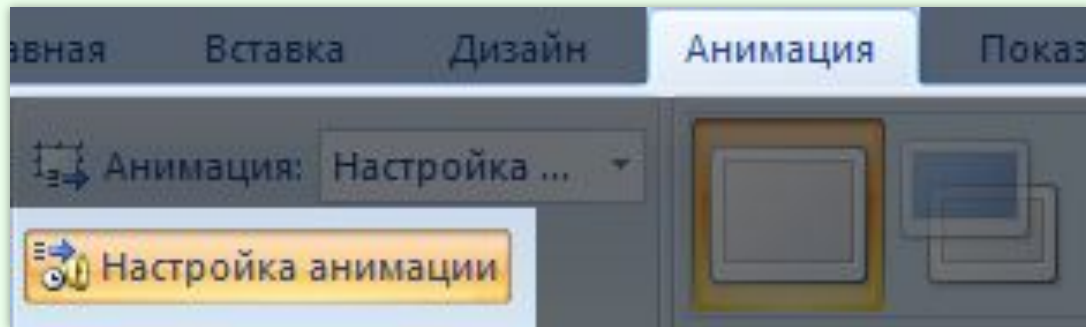 авная Вставка Дизайн Анимация Показ
Анимация: Настройка ...
Настройка анимации